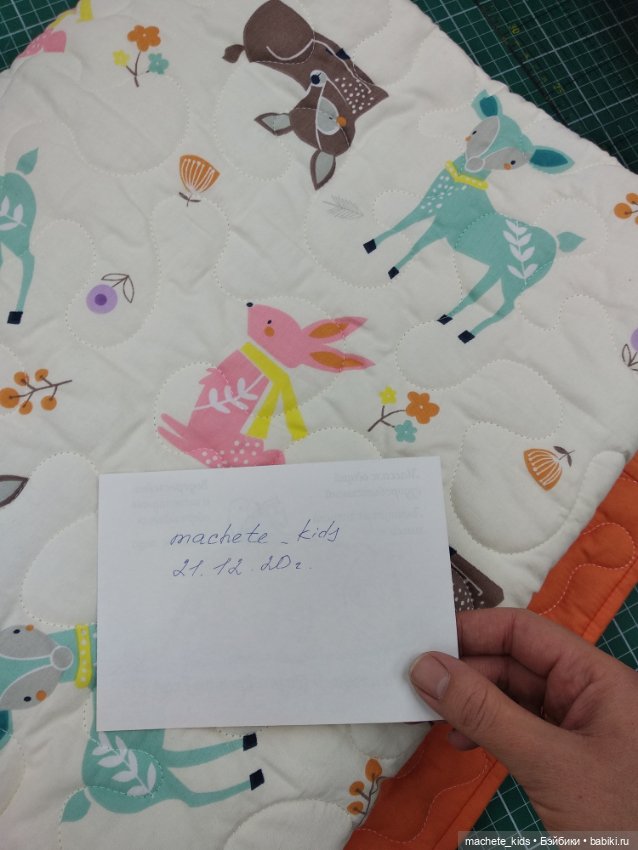 machete_kids
21.12.20г.
machete_kids • Бэйбики • babiki.ru